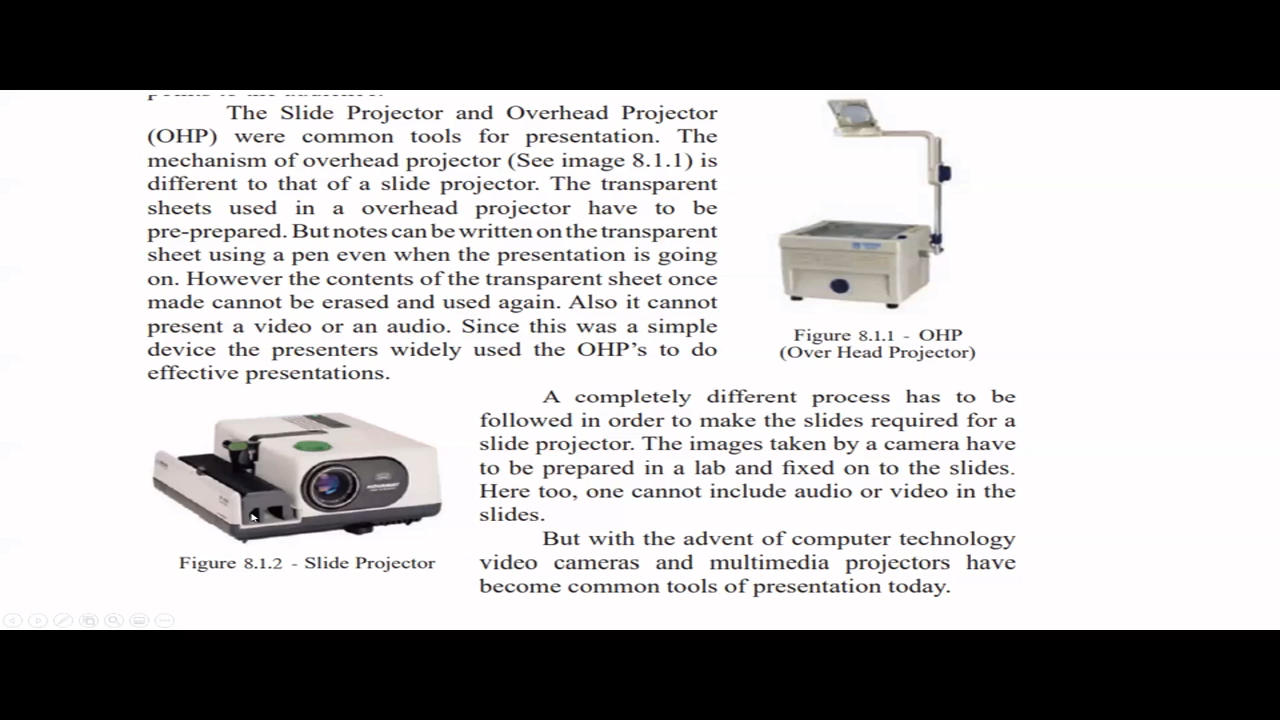 The Slide Projector and Overhead Projector
(OHP) were common tools for presentation. The
mechanism of overhead projector (See image 8.1.1) is
different to that of a slide projector. The transparent
sheets used in a overhead projector have to be
pre-prepared. But notes can be written on the transparent
sheet using a pen even when the presentation is going
on. However the contents of the transparent sheet once
made cannot be erased and used again. Also it cannot
present a video or an audio. Since this was a simple
device the presenters widely used the OHP's to do
effective presentations.
Figure 8.1.1 - OHP
(Over Head Projector)
A completely different process has to be
followed in order to make the slides required for a
slide projector. The images taken by a camera have
to be prepared in a lab and fixed on to the slides.
Here too, one cannot include audio or video in the
slides.
But with the advent of computer technology
video cameras and multimedia projectors have
become common tools of presentation today.
Figure 8.1.2 - Slide Projector